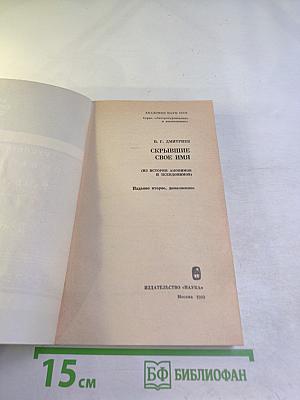 АКАДЕМИЯ НАУК СССР
Серия «Литературоведение
и языкознание»
В. Г. ДМИТРИЕВ
СКРЫВШИЕ
СВОЕ ИМЯ
(ИЗ ИСТОРИИ АНОНИМОВ
И ПСЕВДОНИМОВ)
Издание второе, дополненное
ИЗДАТЕЛЬСТВО «НАУКА»
Москва
15 см
БФ БИБЛИОФАН